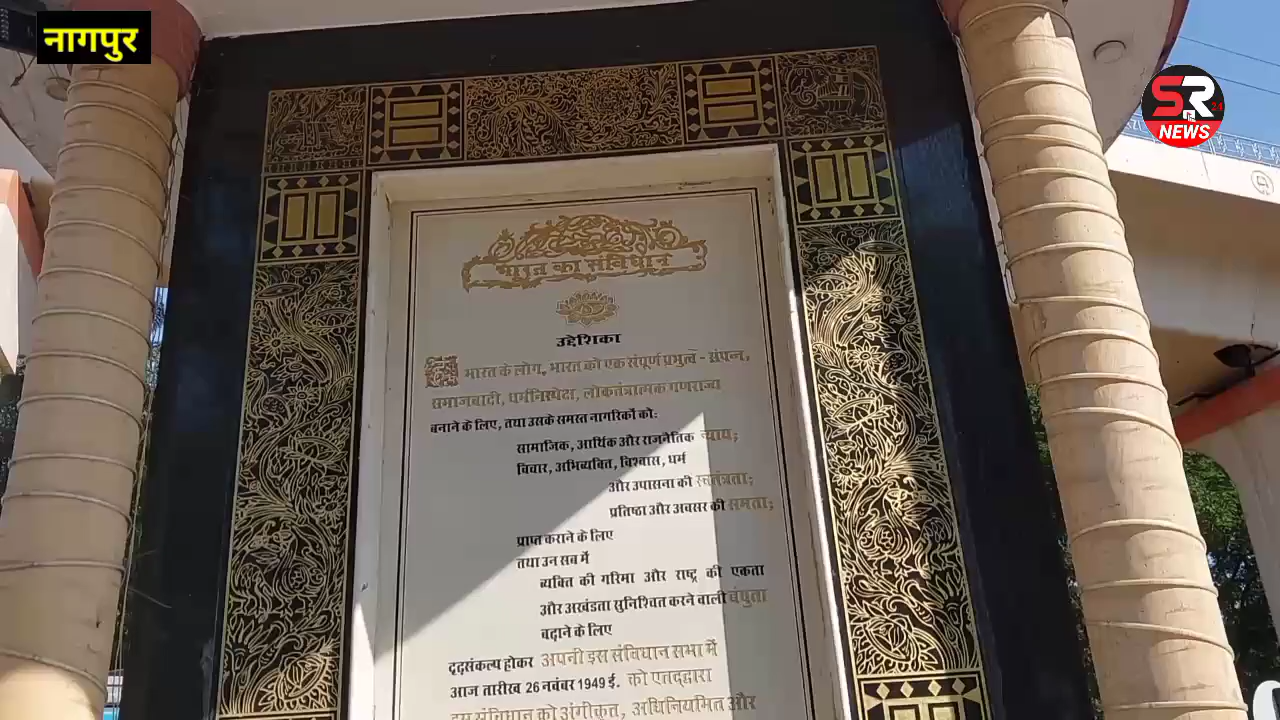 नागपुर
SR 24
NEWS
भारत का संविधान
उद्देशिका
भारत के लोग, भारत को एक संपूर्ण प्रभुत्व - संपन्न,
समाजवादी, धर्मनिरपेक्ष, लोकतंत्रात्मक गणराज्य
बनाने के लिए, तथा उसके समस्त नागरिकों को:
सामाजिक, आर्थिक और राजनैतिक न्याय;
विचार, अभिव्यक्ति, विश्वास, धर्म
और उपासना की स्वतंत्रता;
प्रतिष्ठा और अवसर की समता;
प्राप्त कराने के लिए
तथा उन सब में
व्यक्ति की गरिमा और राष्ट्र की एकता
और अखंडता सुनिश्चित करने वाली बंधुता
बढ़ाने के लिए
दृढ़संकल्प होकर अपनी इस संविधान सभा में
आज तारीख 26 नवंबर 1949 ई. को एतद्द्वारा
इस संविधान को अंगीकृत, अधिनियमित और